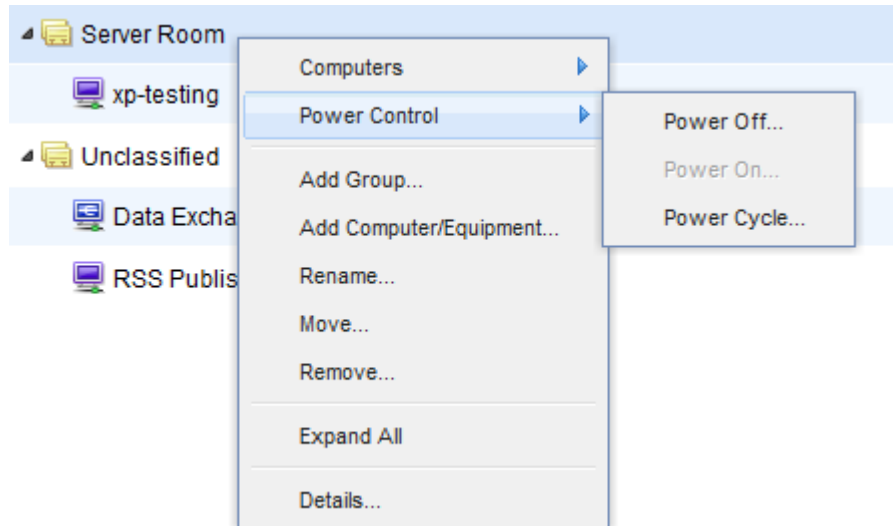 Server Room
xp-testing
Unclassified
Data Excha
RSS Publis
Computers
Power Control
Add Group...
Add Computer/Equipment...
Rename...
Move...
Remove...
Expand All
Details...
Power Off...
Power On...
Power Cycle...